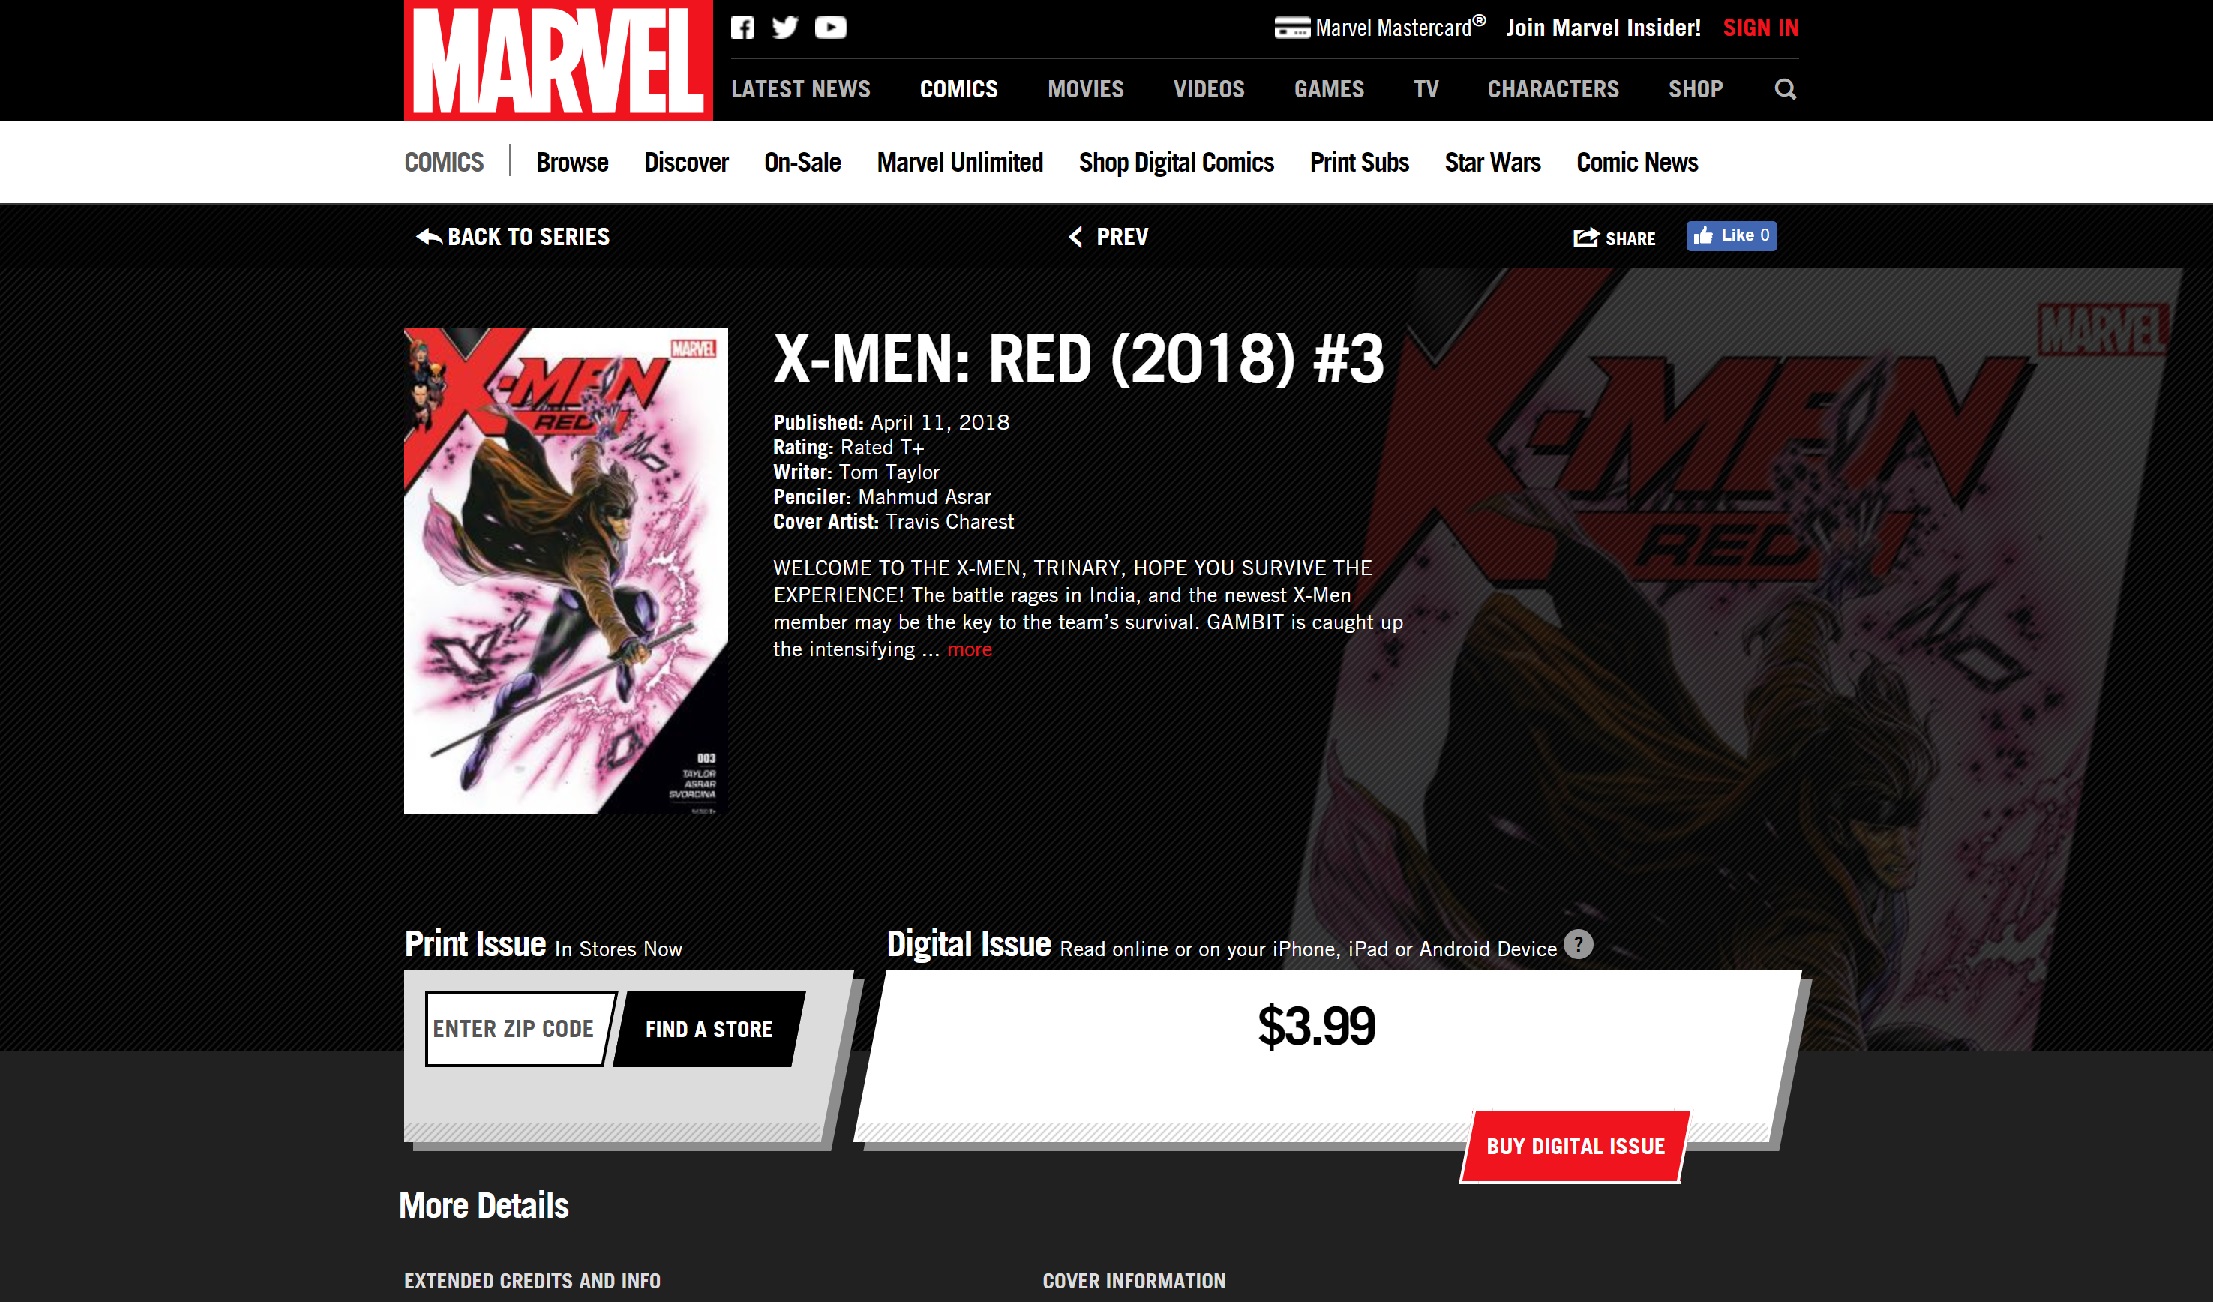 MARVEL
Marvel Mastercard® Join Marvel Insider! SIGN IN
LATEST NEWS COMICS MOVIES VIDEOS GAMES TV CHARACTERS SHOP
COMICS Browse Discover On-Sale Marvel Unlimited Shop Digital Comics Print Subs Star Wars Comic News
BACK TO SERIES PREV SHARE Like 0
MARVEL
X-MEN
RED
003
TAYLOR
ASRAR
SVORCINA
X-MEN: RED (2018) #3
Published: April 11, 2018
Rating: Rated T+
Writer: Tom Taylor
Penciler: Mahmud Asrar
Cover Artist: Travis Charest
WELCOME TO THE X-MEN, TRINARY, HOPE YOU SURVIVE THE
EXPERIENCE! The battle rages in India, and the newest X-Men
member may be the key to the team's survival. GAMBIT is caught up
the intensifying ... more
MARVEL
X-MEN
RED
Print Issue In Stores Now
ENTER ZIP CODE FIND A STORE
Digital Issue Read online or on your iPhone, iPad or Android Device ?
$3.99
BUY DIGITAL ISSUE
More Details
EXTENDED CREDITS AND INFO COVER INFORMATION